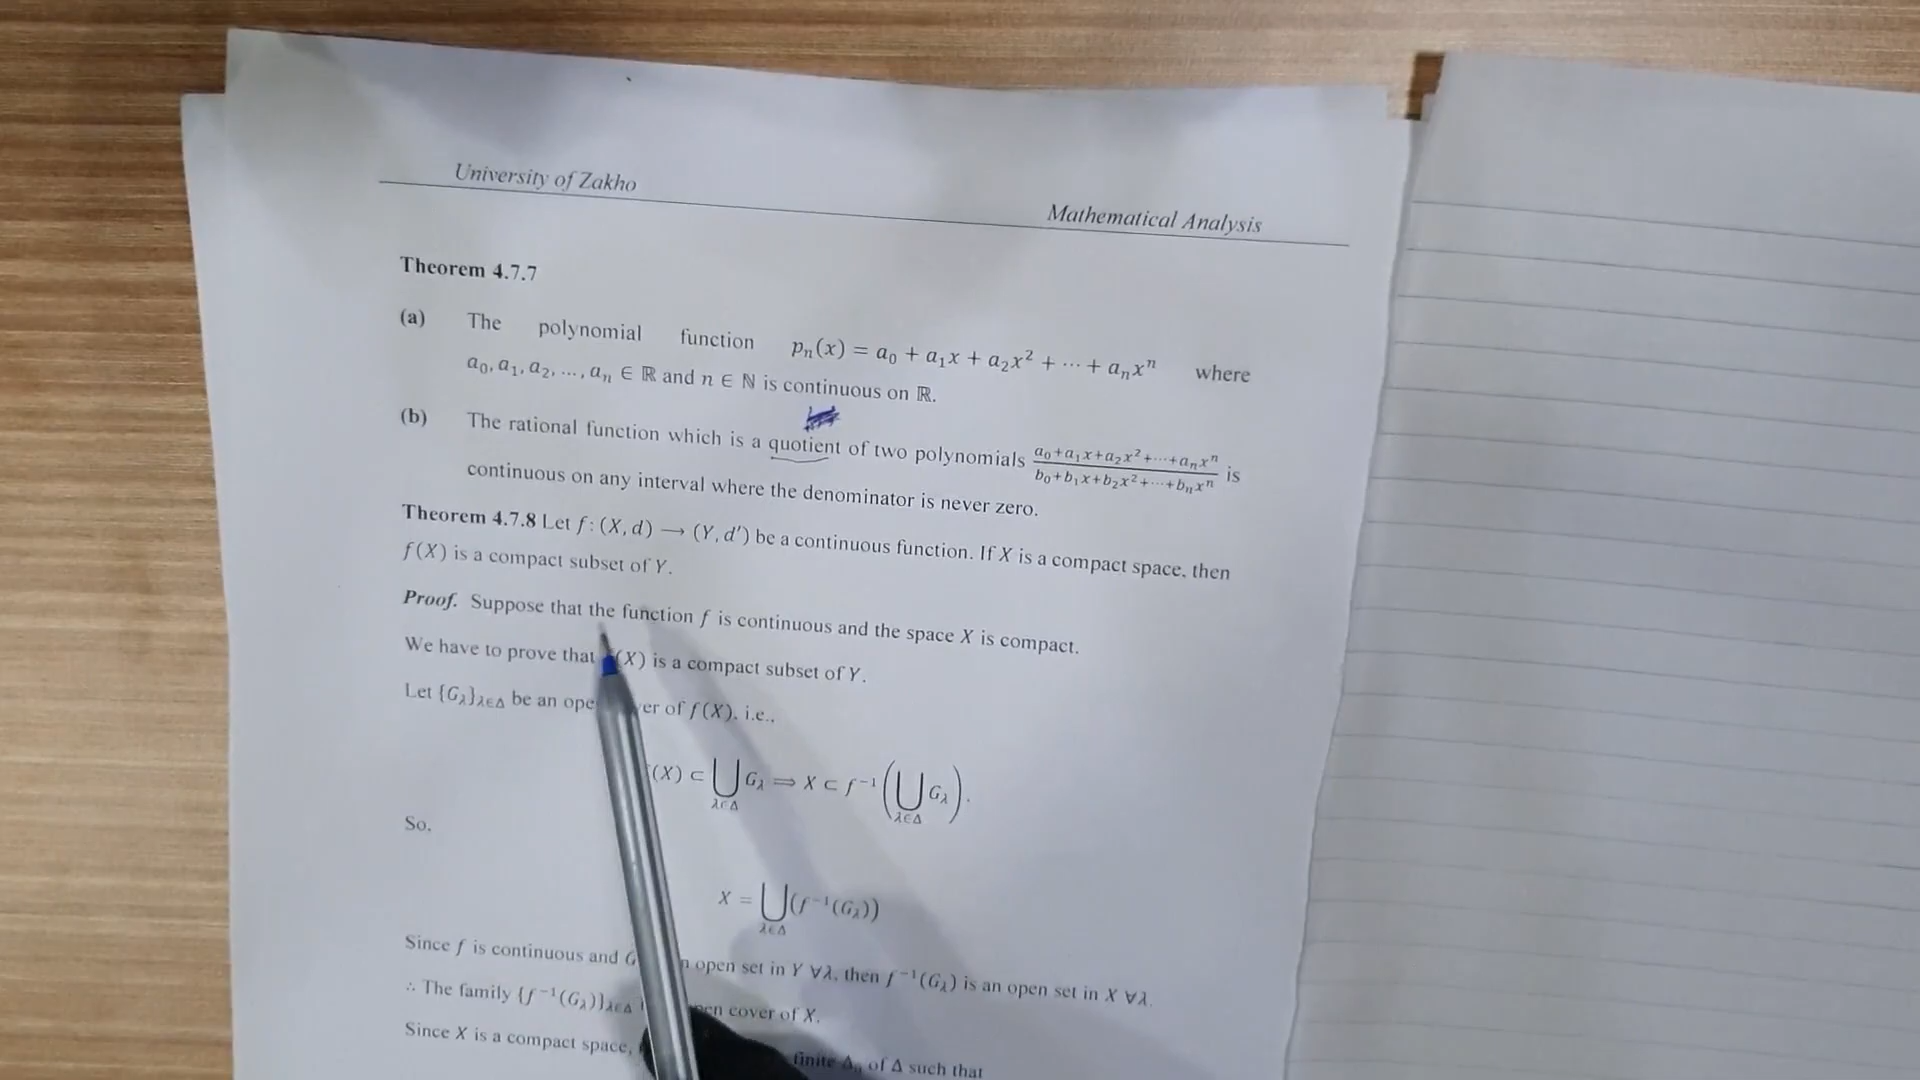 University of Zakho
Mathematical Analysis
Theorem 4.7.7
(a) The polynomial function pₙ(x) = a₀ + a₁x + a₂x² + ⋯ + aₙxⁿ where
a₀, a₁, a₂, …, aₙ ∈ ℝ and n ∈ ℕ is continuous on ℝ.
(b) The rational function which is a quotient of two polynomials (a₀+a₁x+a₂x²+⋯+aₙxⁿ)/(b₀+b₁x+b₂x²+⋯+bₙxⁿ) is
continuous on any interval where the denominator is never zero.
Theorem 4.7.8 Let f: (X, d) ⟶ (Y, d′) be a continuous function. If X is a compact space, then
f(X) is a compact subset of Y.
Proof. Suppose that the function f is continuous and the space X is compact.
We have to prove that (X) is a compact subset of Y.
Let {G_λ}_λ∈Δ be an ope er of f(X), i.e.,
(X) ⊂ ⋃_λ∈Δ G_λ ⟹ X ⊂ f⁻¹(⋃_λ∈Δ G_λ).
So,
X = ⋃_λ∈Δ (f⁻¹(G_λ))
Since f is continuous and G n open set in Y ∀λ, then f⁻¹(G_λ) is an open set in X ∀λ.
∴ The family {f⁻¹(G_λ)}_λ∈Δ pen cover of X.
Since X is a compact space, finite Δ₀ of Δ such that